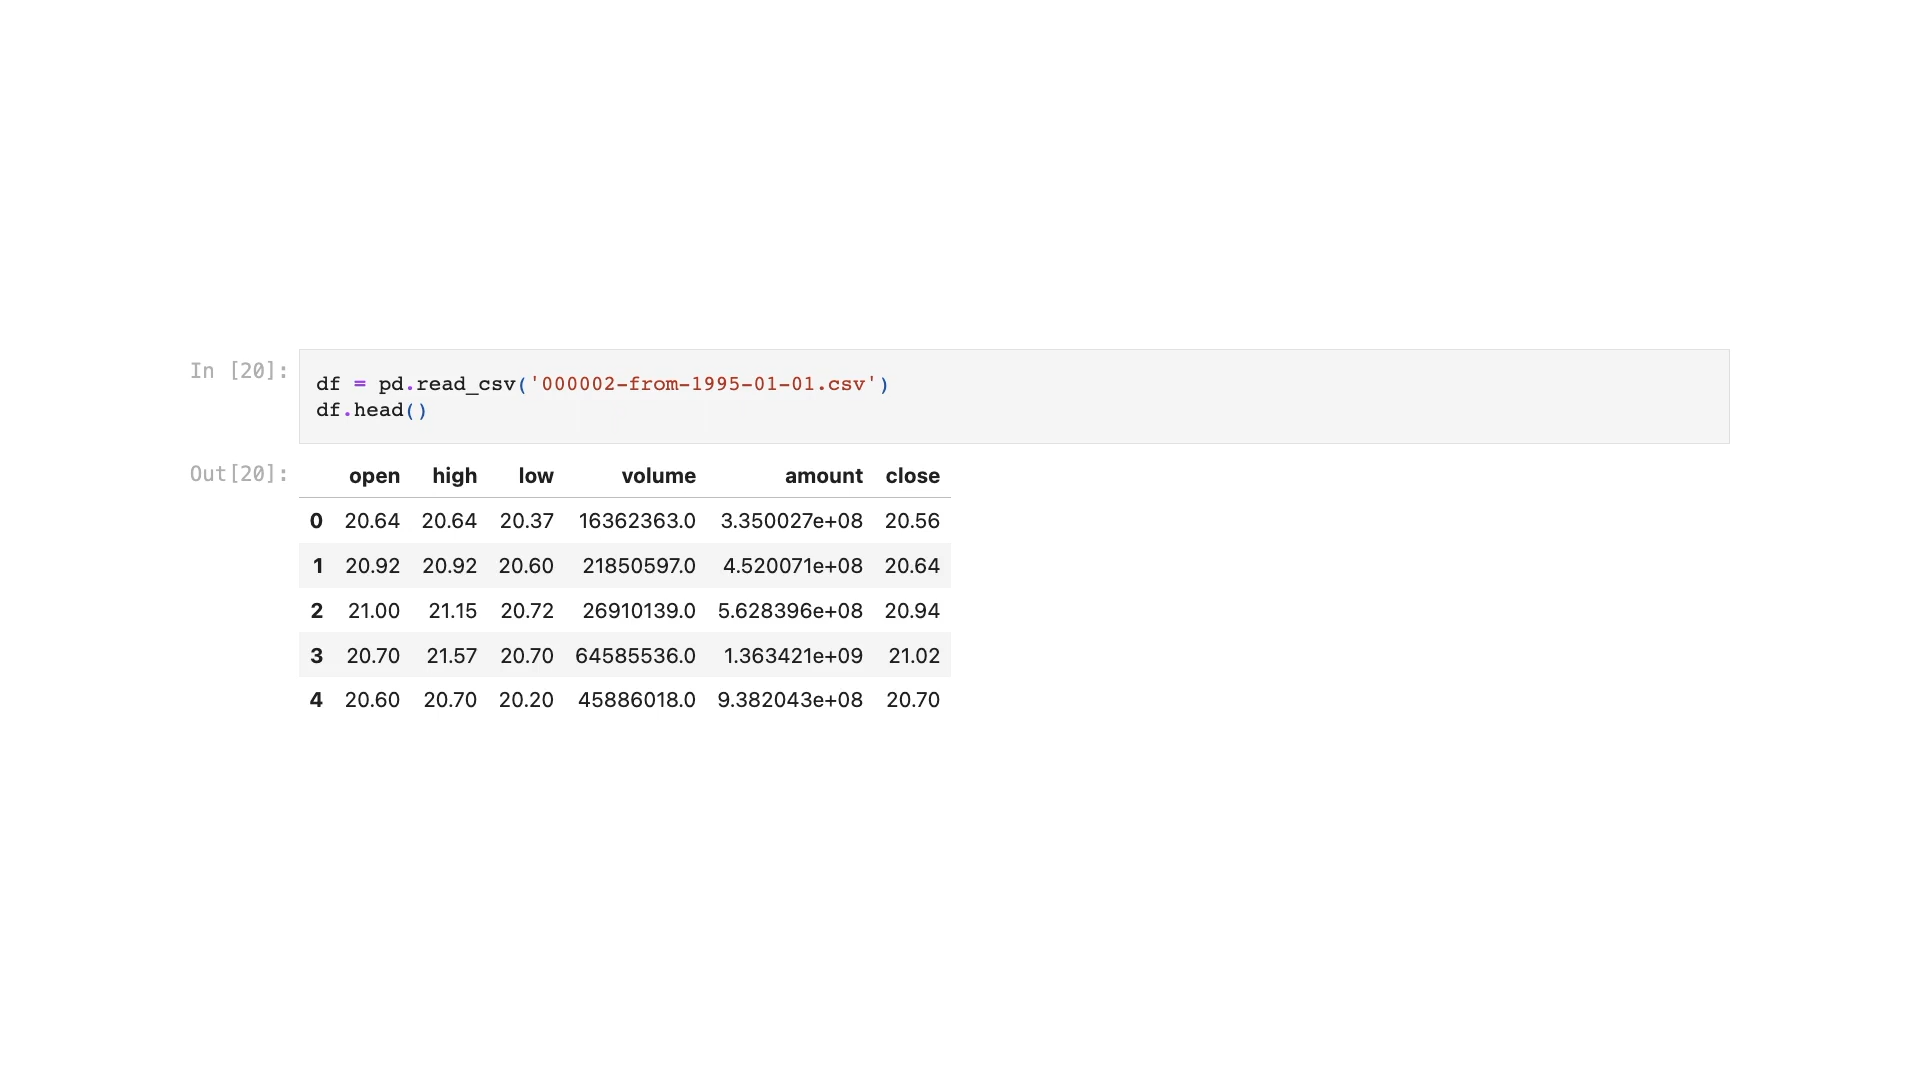 In [20]:
df = pd.read_csv('000002-from-1995-01-01.csv')
df.head()
Out[20]:
open high low volume amount close
0 20.64 20.64 20.37 16362363.0 3.350027e+08 20.56
1 20.92 20.92 20.60 21850597.0 4.520071e+08 20.64
2 21.00 21.15 20.72 26910139.0 5.628396e+08 20.94
3 20.70 21.57 20.70 64585536.0 1.363421e+09 21.02
4 20.60 20.70 20.20 45886018.0 9.382043e+08 20.70